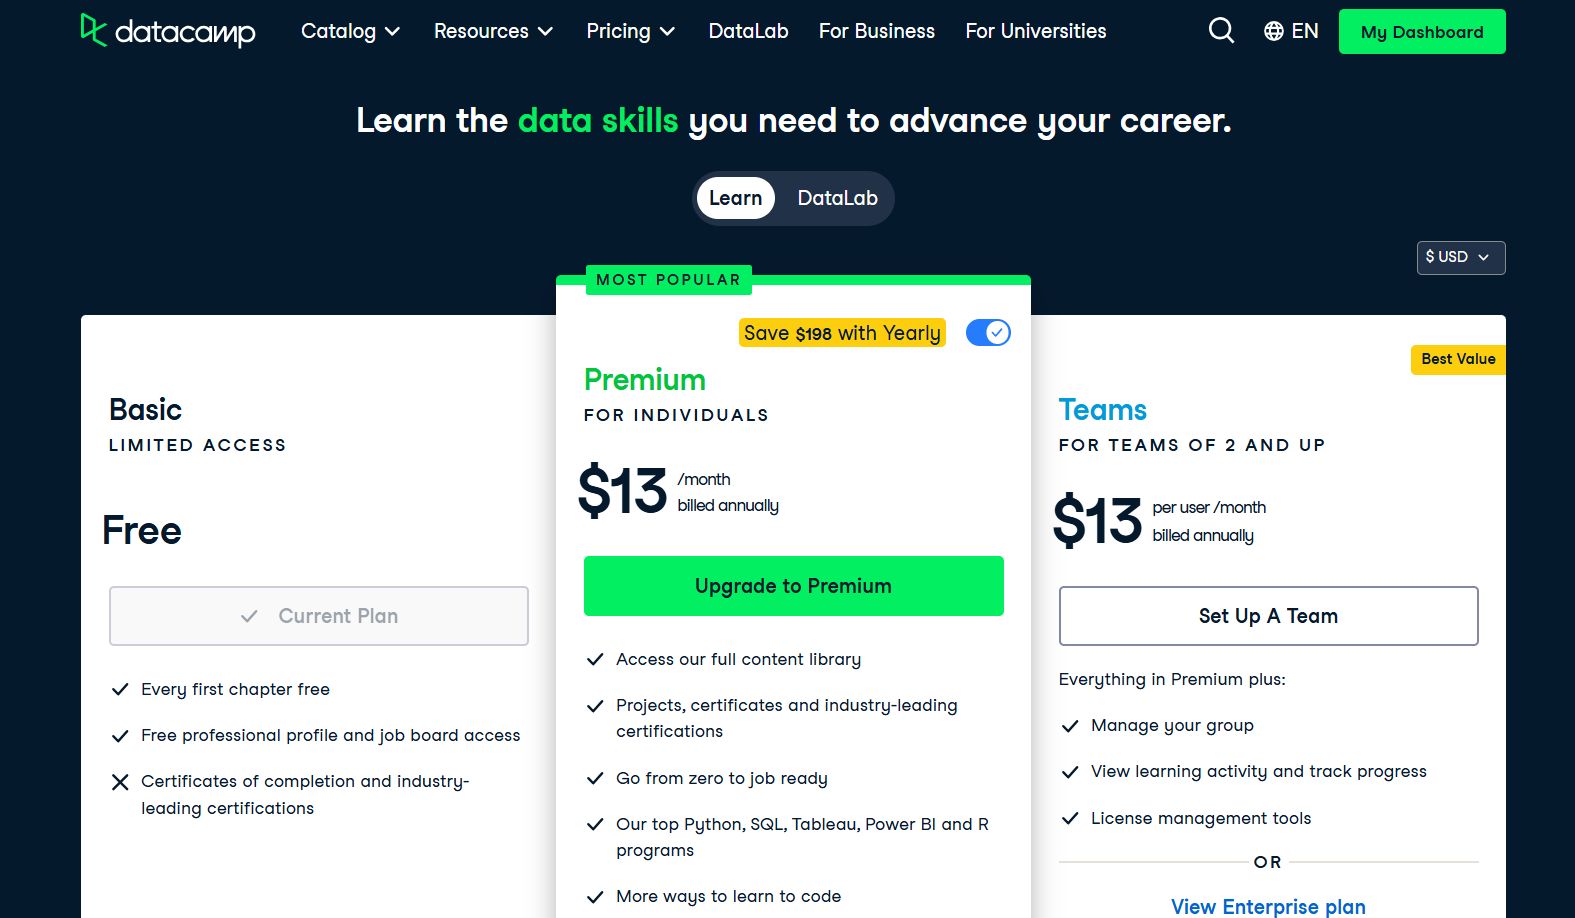 datacamp
Catalog Resources Pricing DataLab For Business For Universities EN My Dashboard
Learn the data skills you need to advance your career.
Learn DataLab
$ USD
MOST POPULAR
Basic
LIMITED ACCESS
Free
Current Plan
Every first chapter free
Free professional profile and job board access
Certificates of completion and industry-
leading certifications
Save $198 with Yearly
Premium
FOR INDIVIDUALS
$13 /month
billed annually
Upgrade to Premium
Access our full content library
Projects, certificates and industry-leading
certifications
Go from zero to job ready
Our top Python, SQL, Tableau, Power BI and R
programs
More ways to learn to code
Best Value
Teams
FOR TEAMS OF 2 AND UP
$13 per user /month
billed annually
Set Up A Team
Everything in Premium plus:
Manage your group
View learning activity and track progress
License management tools
OR
View Enterprise plan